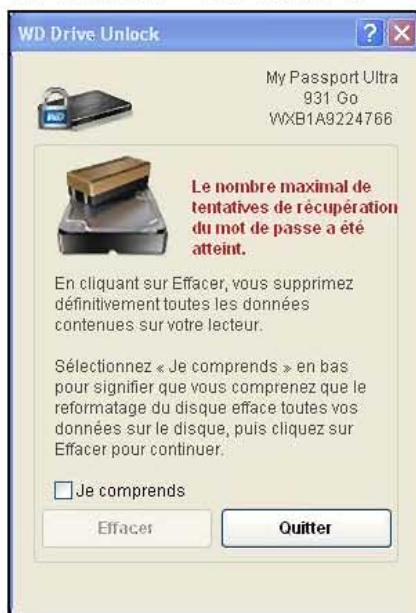 WD Drive Unlock
My Passport Ultra
931 Go
WXB1A9224766
WD
Le nombre maximal de
tentatives de récupération
du mot de passe a été
atteint.
En cliquant sur Effacer, vous supprimez
définitivement toutes les données
contenues sur votre lecteur.
Sélectionnez « Je comprends » en bas
pour signifier que vous comprenez que le
reformatage du disque efface toutes vos
données sur le disque, puis cliquez sur
Effacer pour continuer.
Je comprends
Effacer
Quitter